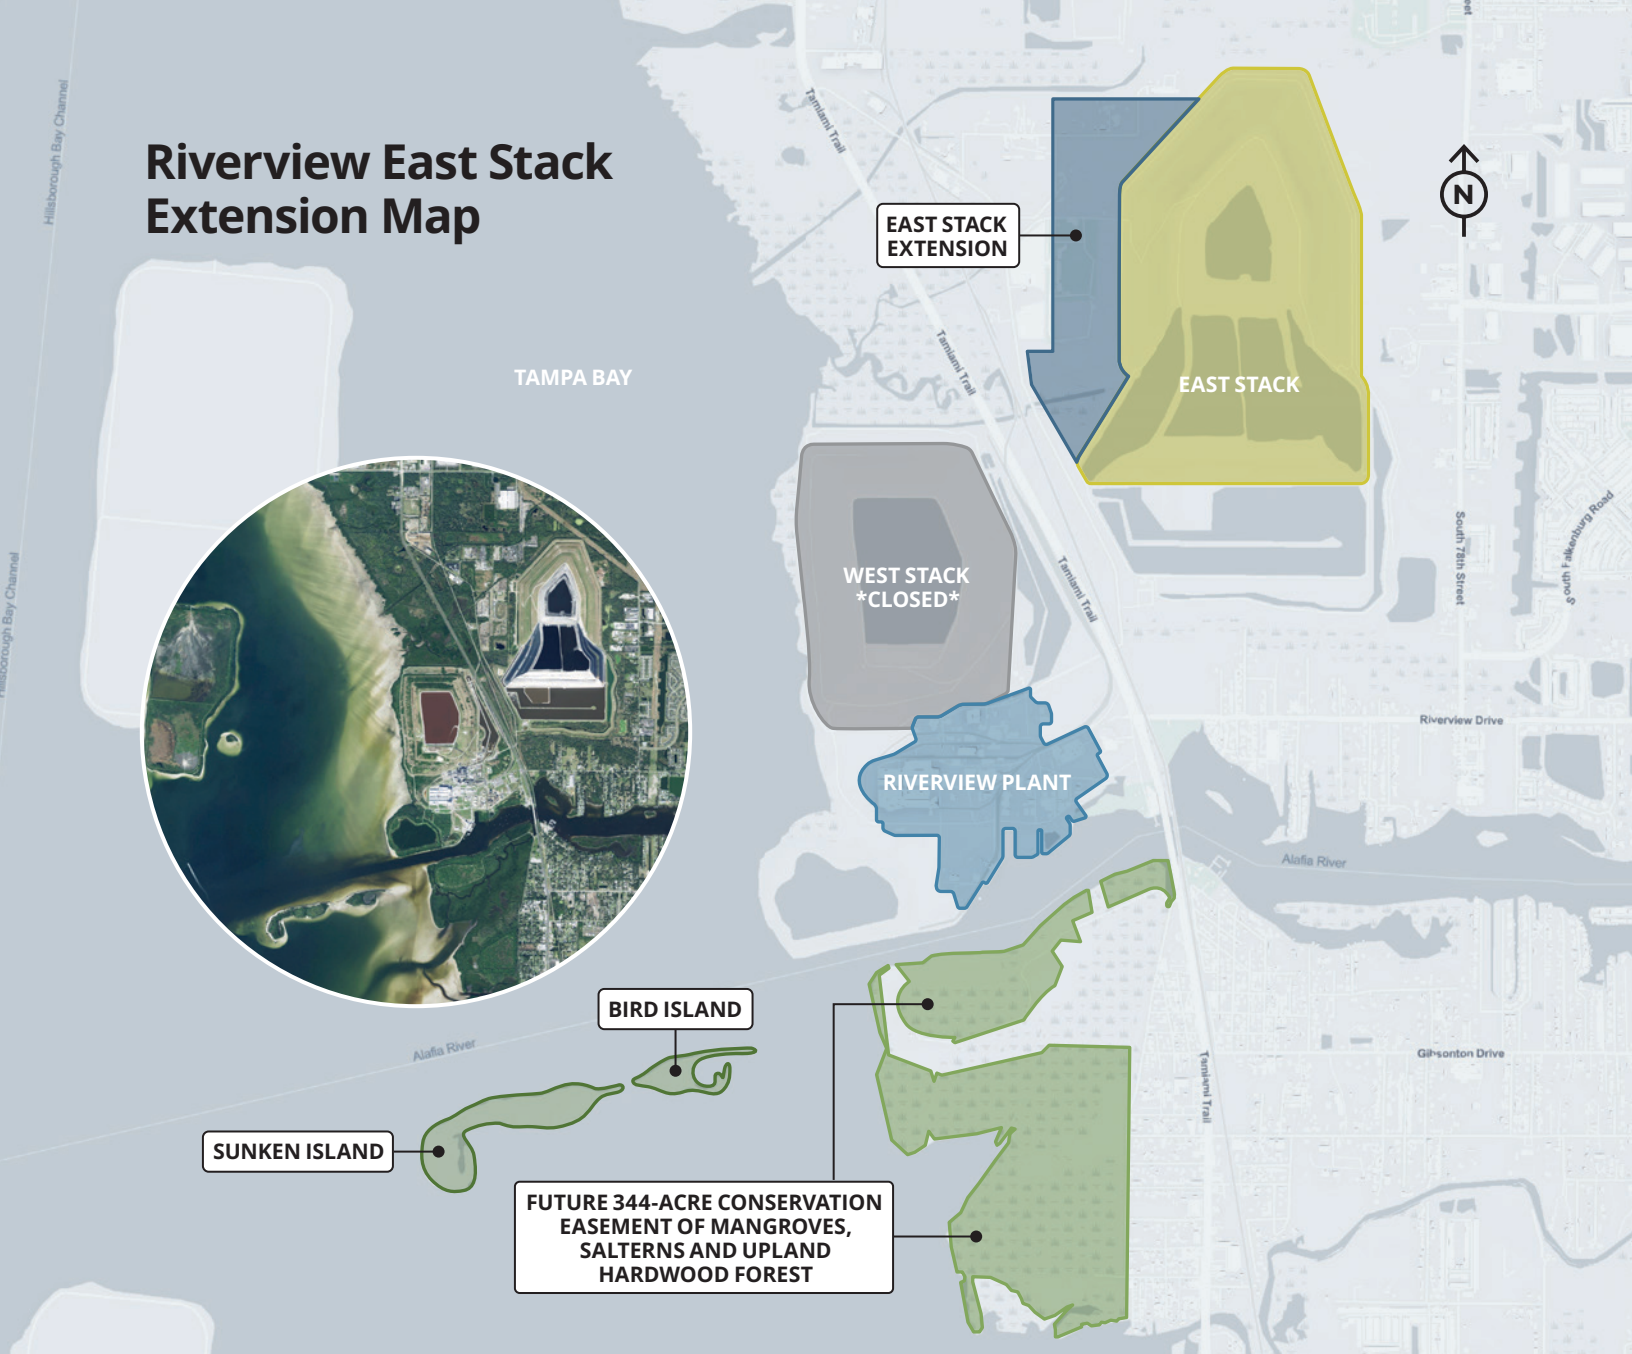 Riverview East Stack
Extension Map
N
Hillsborough Bay Channel
Tamiami Trail
EAST STACK
EXTENSION
TAMPA BAY
Tamiami Trail
EAST STACK
WEST STACK
*CLOSED*
Tamiami Trail
South 78th Street
South Falkenburg Road
Hillsborough Bay Channel
Riverview Drive
RIVERVIEW PLANT
Alafia River
BIRD ISLAND
Alafia River
Gibsonton Drive
Tamiami Trail
SUNKEN ISLAND
FUTURE 344-ACRE CONSERVATION
EASEMENT OF MANGROVES,
SALTERNS AND UPLAND
HARDWOOD FOREST